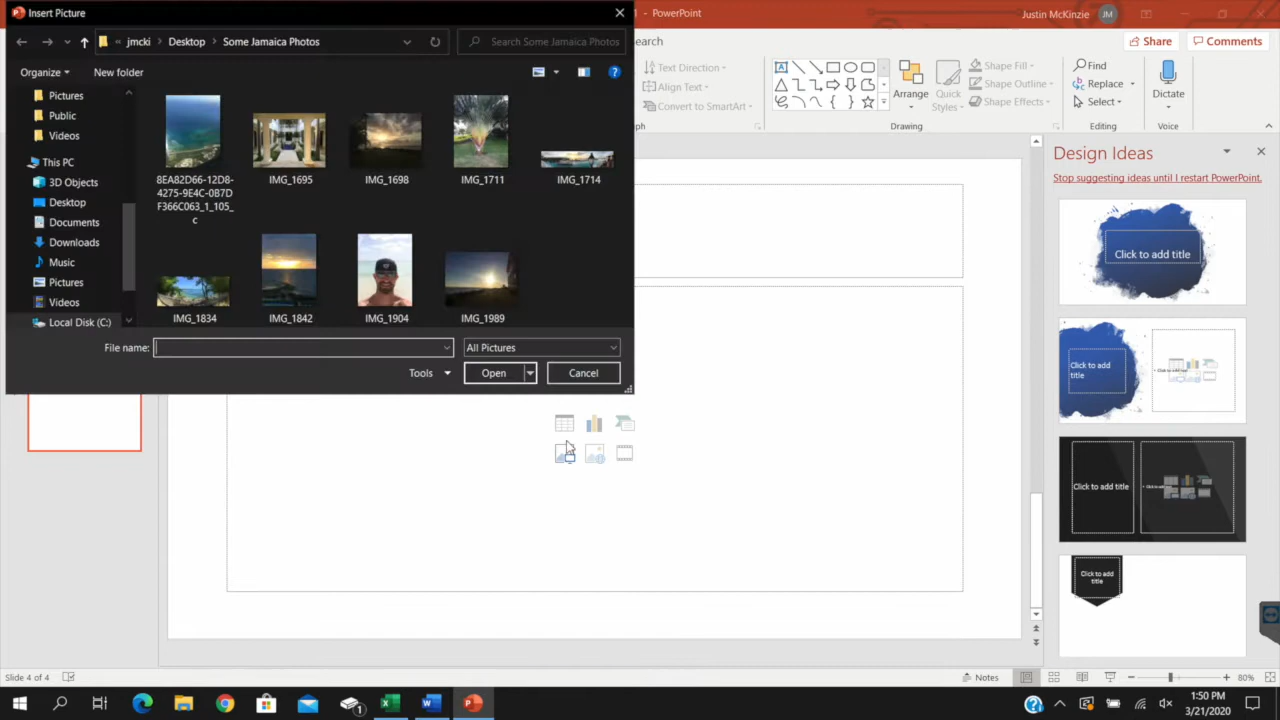 Insert Picture
1 - PowerPoint
Justin McKinzie
JM
jmcki
Desktop
Some Jamaica Photos
Search Some Jamaica Photos
earch
Share
Comments
Organize
New folder
Pictures
Public
Videos
This PC
3D Objects
Desktop
Documents
Downloads
Music
Pictures
Videos
Local Disk (C:)
8EA82D66-12D8-
4275-9E4C-0B7D
F366C063_1_105_
c
IMG_1695
IMG_1698
IMG_1711
IMG_1714
IMG_1834
IMG_1842
IMG_1904
IMG_1989
File name:
All Pictures
Tools
Open
Cancel
Text Direction
Align Text
Convert to SmartArt
ph
Arrange
Quick
Styles
Shape Fill
Shape Outline
Shape Effects
Drawing
Find
Replace
Select
Editing
Dictate
Voice
Design Ideas
Stop suggesting ideas until I restart PowerPoint.
Click to add title
Click to add
title
Click to add title
Click to add
title
Slide 4 of 4
Notes
80%
1:50 PM
3/21/2020